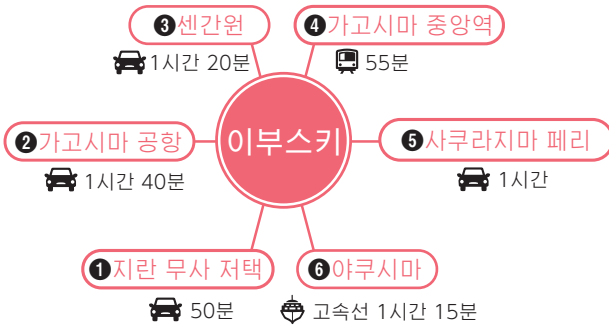 ❸센간원
1시간 20분
❹가고시마 중앙역
55분
❷가고시마 공항
1시간 40분
이부스키
❺사쿠라지마 페리
1시간
❶지란 무사 저택
50분
❻야쿠시마
고속선 1시간 15분